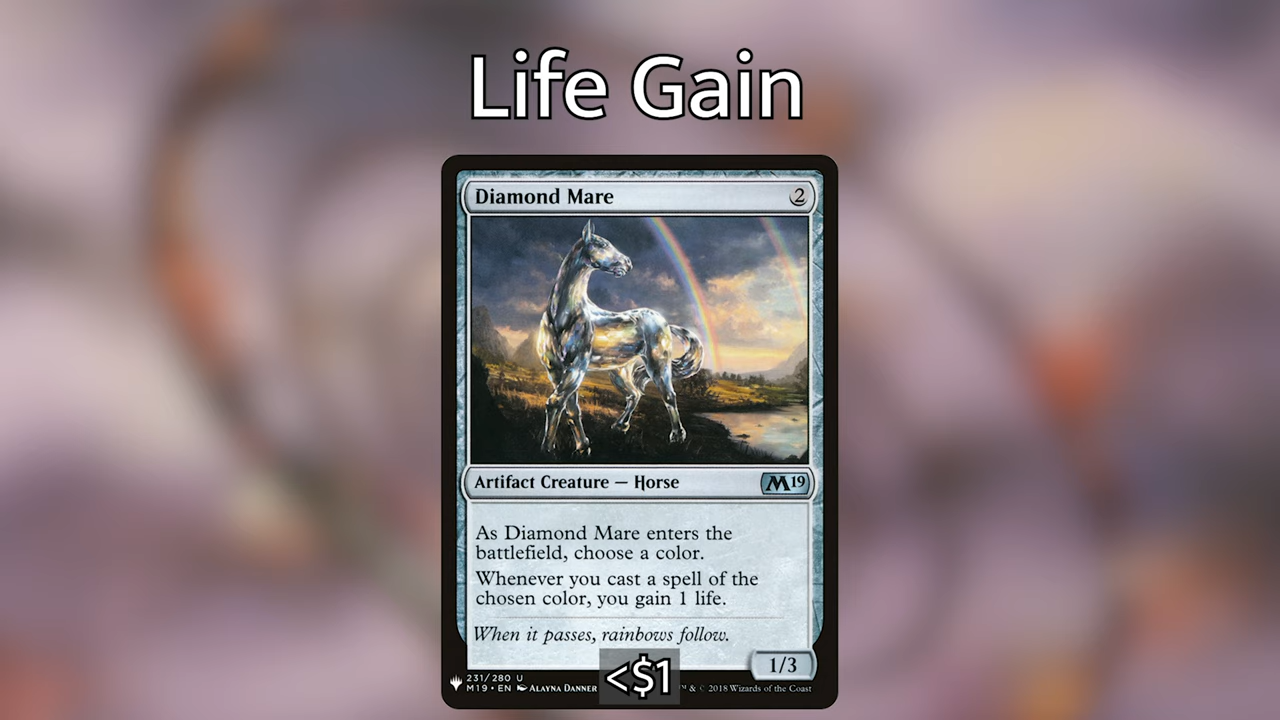 Life Gain
Diamond Mare 2
Artifact Creature — Horse M19
As Diamond Mare enters the
battlefield, choose a color.
Whenever you cast a spell of the
chosen color, you gain 1 life.
When it passes, rainbows follow.
1/3
231/280 U
M19 • EN ALAYNA DANNER
<$1
™ & © 2018 Wizards of the Coast